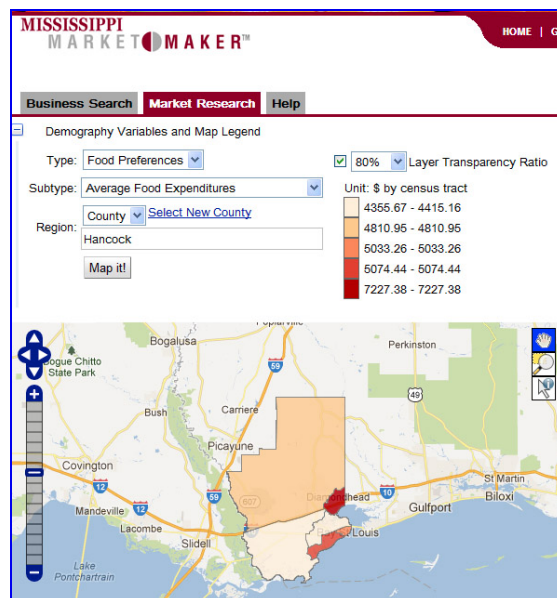 MISSISSIPPI
MARKET MAKER™
HOME | G
Business Search Market Research Help
Demography Variables and Map Legend
Type: Food Preferences
80% Layer Transparency Ratio
Subtype: Average Food Expenditures
Unit: $ by census tract
Region: County Select New County
Hancock
Map it!
4355.67 - 4415.16
4810.95 - 4810.95
5033.26 - 5033.26
5074.44 - 5074.44
7227.38 - 7227.38
Bogalusa
Perkinston
Bogue Chitto
State Park
59
49
Bush
Carriere
Picayune
Covington
12
59
607
10
St Martin
Biloxi
Gulfport
Mandeville
12
Lacombe
Slidell
Lake
Pontchartrain